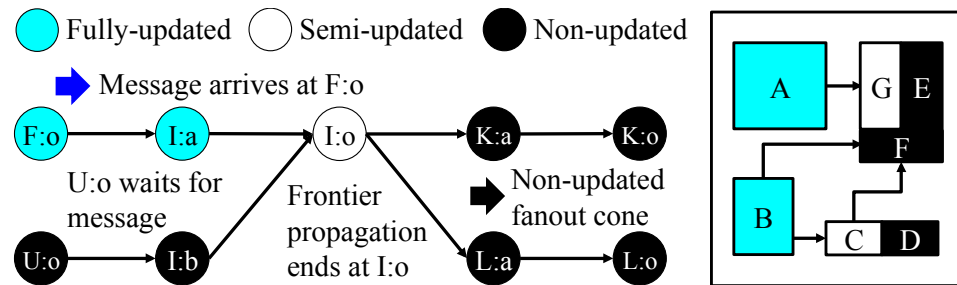 Fully-updated
Semi-updated
Non-updated
Message arrives at F:o
F:o
I:a
I:o
K:a
K:o
U:o waits for
message
Frontier
propagation
ends at I:o
Non-updated
fanout cone
U:o
I:b
L:a
L:o
A
G
E
F
B
C
D